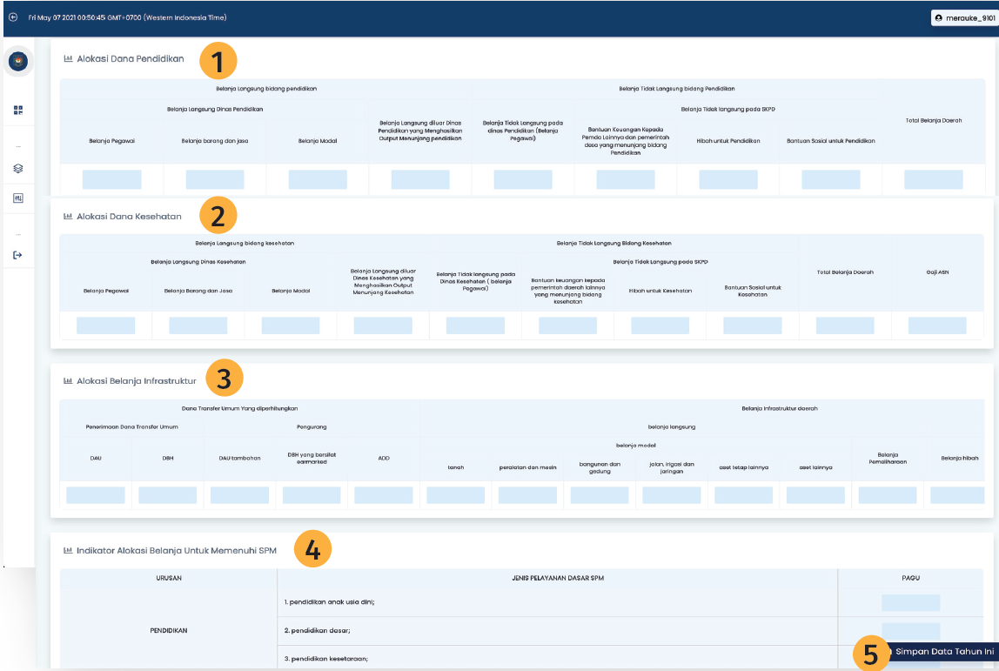 Fri May 07 2021 00:50:45 GMT+0700 (Western Indonesia Time)
merauke_9101
Alokasi Dana Pendidikan
1
Belanja Langsung bidang pendidikan
Belanja Tidak Langsung bidang Pendidikan
Total Belanja Daerah
Belanja Langsung Dinas Pendidikan
Belanja Tidak langsung pada SKPD
Belanja Pegawai
Belanja barang dan jasa
Belanja Modal
Belanja Langsung diluar Dinas
Pendidikan yang Menghasilkan
Output Menunjang pendidikan
Belanja Tidak Langsung pada
dinas Pendidikan (Belanja
Pegawai)
Bantuan Keuangan Kepada
Pemda Lainnya dan pemerintah
desa yang menunjang bidang
Pendidikan
Hibah untuk Pendidikan
Bantuan Sosial untuk Pendidikan
Alokasi Dana Kesehatan
2
Belanja Langsung bidang kesehatan
Belanja Tidak Langsung Bidang Kesehatan
Total Belanja Daerah
Gaji ASN
Belanja Langsung Dinas Kesehatan
Belanja Tidak Langsung pada SKPD
Belanja Pegawai
Belanja Barang dan Jasa
Belanja Modal
Belanja Langsung diluar
Dinas Kesehatan yang
Menghasilkan Output
Menunjang Kesehatan
Belanja Tidak langsung pada
Dinas Kesehatan ( belanja
Pegawai)
Bantuan keuangan kepada
pemerintah daerah lainnya
yang menunjang bidang
kesehatan
Hibah untuk Kesehatan
Bantuan Sosial untuk
Kesehatan
Alokasi Belanja Infrastruktur
3
Dana Transfer Umum Yang diperhitungkan
Belanja Infrastruktur daerah
Penerimaan Dana Transfer Umum
Pengurang
belanja langsung
DAU
DBH
DAU tambahan
DBH yang bersifat
earmarked
ADD
belanja modal
Belanja
Pemeliharaan
Belanja hibah
tanah
peralatan dan mesin
bangunan dan
gedung
jalan, irigasi dan
jaringan
aset tetap lainnya
aset lainnya
Indikator Alokasi Belanja Untuk Memenuhi SPM
4
URUSAN
JENIS PELAYANAN DASAR SPM
PAGU
PENDIDIKAN
1. pendidikan anak usia dini;
2. pendidikan dasar;
3. pendidikan kesetaraan;
5
Simpan Data Tahun Ini